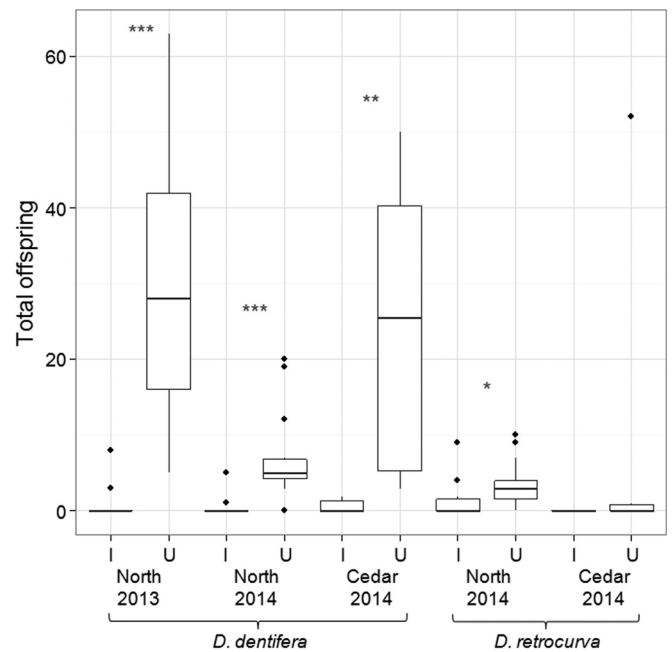 ***
**
***
*
Total offspring
60
40
20
0
I U I U I U I U I U
North North Cedar North Cedar
2013 2014 2014 2014 2014
D. dentifera D. retrocurva